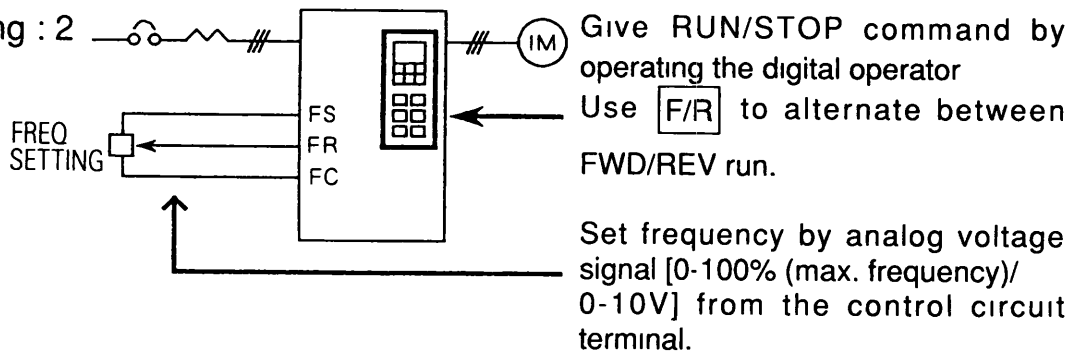 ng : 2
IM
Give RUN/STOP command by
operating the digital operator
Use F/R to alternate between
FWD/REV run.
FS
FR
FC
FREQ
SETTING
Set frequency by analog voltage
signal [0-100% (max. frequency)/
0-10V] from the control circuit
terminal.